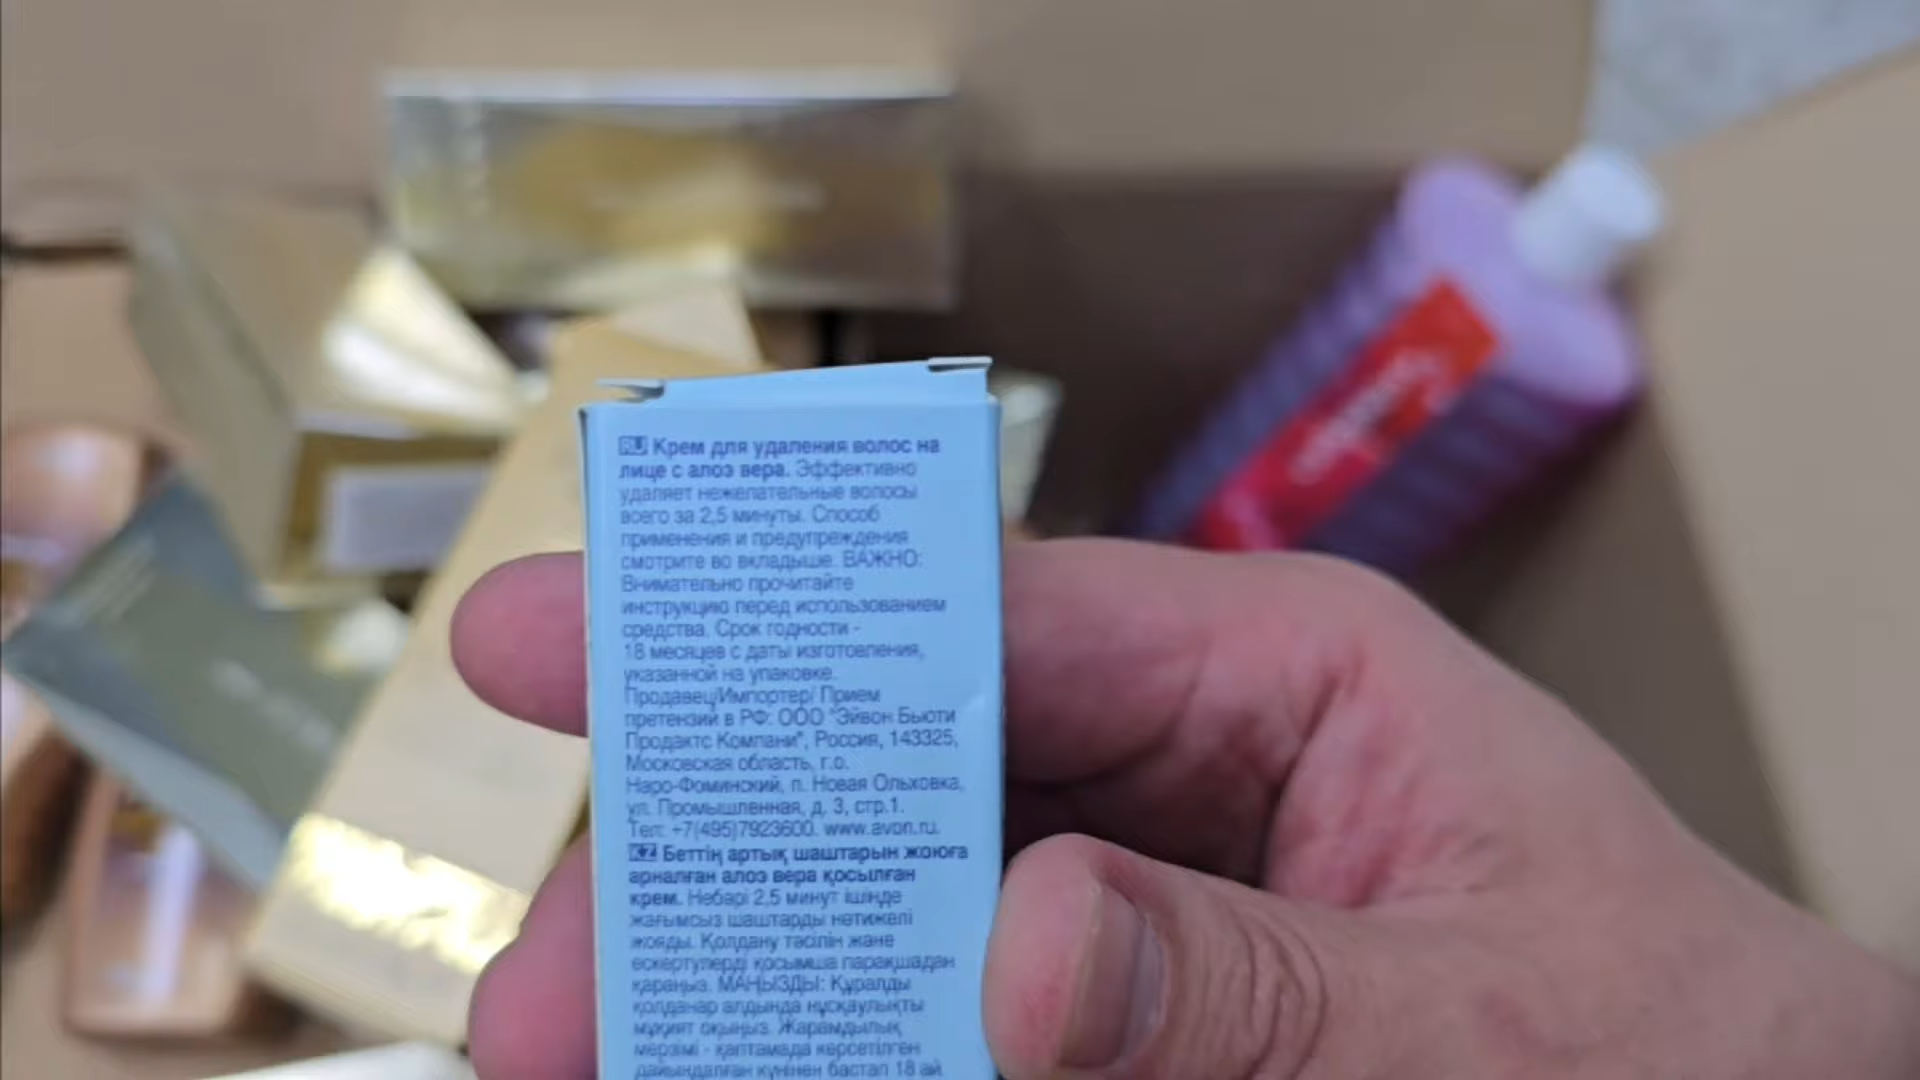 RU Крем для удаления волос на
лице с алоэ вера. Эффективно
удаляет нежелательные волосы
всего за 2,5 минуты. Способ
применения и предупреждения
смотрите во вкладыше. ВАЖНО:
Внимательно прочитайте
инструкцию перед использованием
средства. Срок годности -
18 месяцев с даты изготовления,
указанной на упаковке.
Продавец/Импортер/ Прием
претензий в РФ: ООО "Эйвон Бьюти
Продактс Компани", Россия, 143325,
Московская область, г.о.
Наро-Фоминский, п. Новая Ольховка,
ул. Промышленная, д. 3, стр.1.
Тел: +7(495)7923600. www.avon.ru.
KZ Беттің артық шаштарын жоюға
арналған алоэ вера қосылған
крем. Небәрі 2,5 минут ішінде
жағымсыз шаштарды нәтижелі
жояды. Қолдану тәсілін және
ескертулерді қосымша парақшадан
қараңыз. МАҢЫЗДЫ: Құралды
қолданар алдында нұсқаулықты
мұқият оқыңыз. Жарамдылық
мерзімі - қаптамада көрсетілген
дайындалған күнінен бастап 18 ай